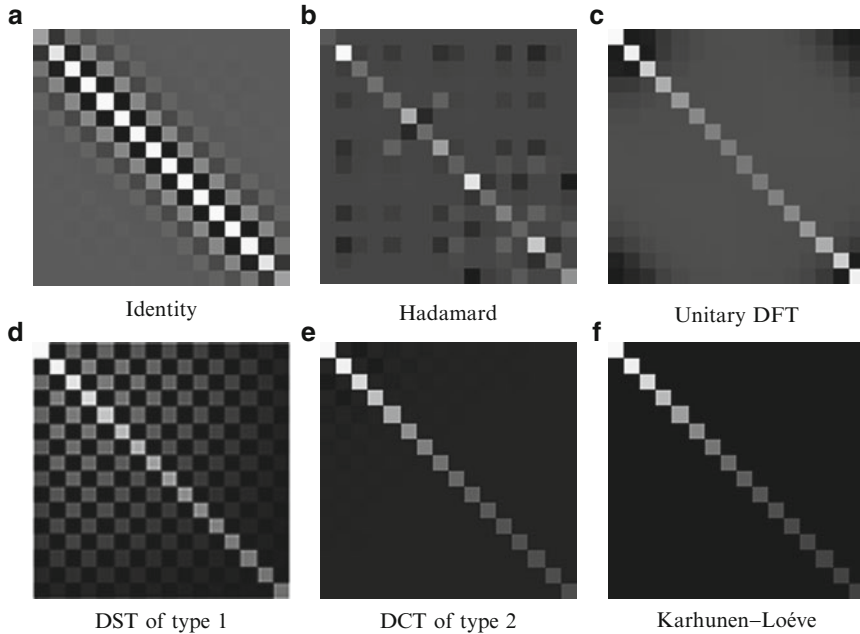 a
b
c
Identity
Hadamard
Unitary DFT
d
e
f
DST of type 1
DCT of type 2
Karhunen–Loéve